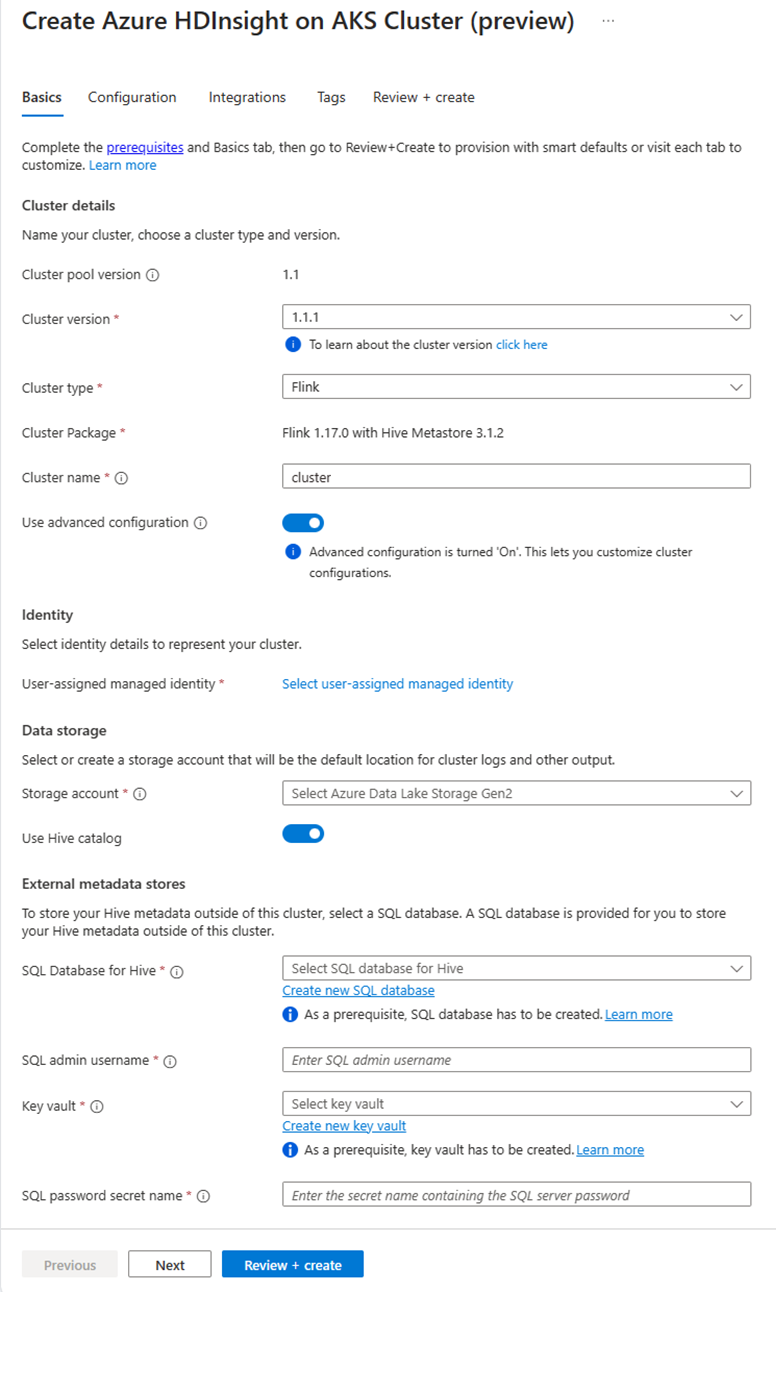 Create Azure HDInsight on AKS Cluster (preview) ...
Basics Configuration Integrations Tags Review + create
Complete the prerequisites and Basics tab, then go to Review+Create to provision with smart defaults or visit each tab to
customize. Learn more
Cluster details
Name your cluster, choose a cluster type and version.
Cluster pool version 1.1
Cluster version * 1.1.1
To learn about the cluster version click here
Cluster type * Flink
Cluster Package * Flink 1.17.0 with Hive Metastore 3.1.2
Cluster name * cluster
Use advanced configuration
Advanced configuration is turned 'On'. This lets you customize cluster
configurations.
Identity
Select identity details to represent your cluster.
User-assigned managed identity * Select user-assigned managed identity
Data storage
Select or create a storage account that will be the default location for cluster logs and other output.
Storage account * Select Azure Data Lake Storage Gen2
Use Hive catalog
External metadata stores
To store your Hive metadata outside of this cluster, select a SQL database. A SQL database is provided for you to store
your Hive metadata outside of this cluster.
SQL Database for Hive * Select SQL database for Hive
Create new SQL database
As a prerequisite, SQL database has to be created. Learn more
SQL admin username * Enter SQL admin username
Key vault * Select key vault
Create new key vault
As a prerequisite, key vault has to be created. Learn more
SQL password secret name * Enter the secret name containing the SQL server password
Previous Next Review + create